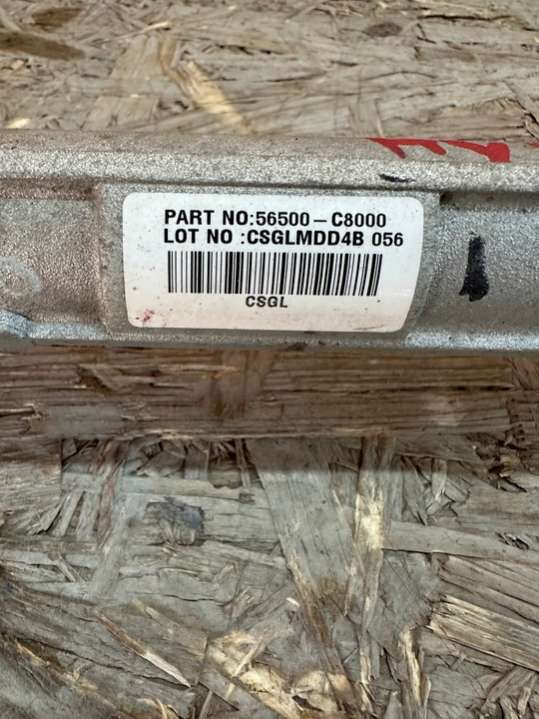 PART NO:56500-C8000
LOT NO :CSGLMDD4B 056
CSGL